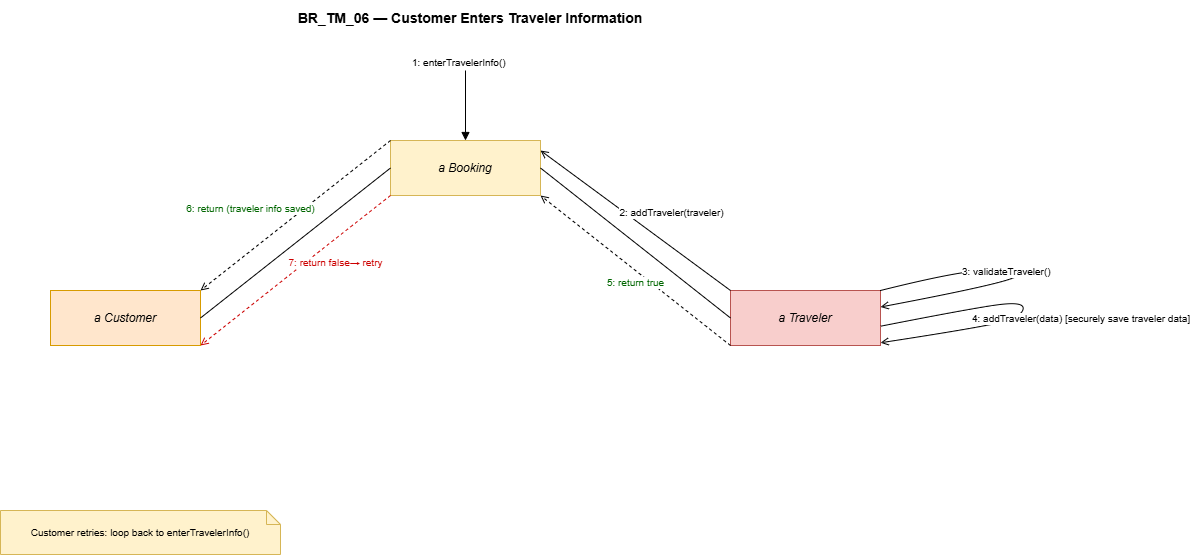 BR_TM_06 — Customer Enters Traveler Information
1: enterTravelerInfo()
a Booking
6: return (traveler info saved)
2: addTraveler(traveler)
7: return false→ retry
3: validateTraveler()
5: return true
a Customer
a Traveler
4: addTraveler(data) [securely save traveler data]
Customer retries: loop back to enterTravelerInfo()